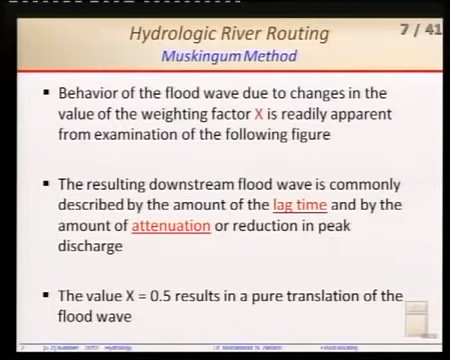 Hydrologic River Routing
7 / 41
Muskingum Method
▪ Behavior of the flood wave due to changes in the
value of the weighting factor X is readily apparent
from examination of the following figure
▪ The resulting downstream flood wave is commonly
described by the amount of the lag time and by the
amount of attenuation or reduction in peak
discharge
▪ The value X = 0.5 results in a pure translation of the
flood wave
Hydrology
Flood Routing